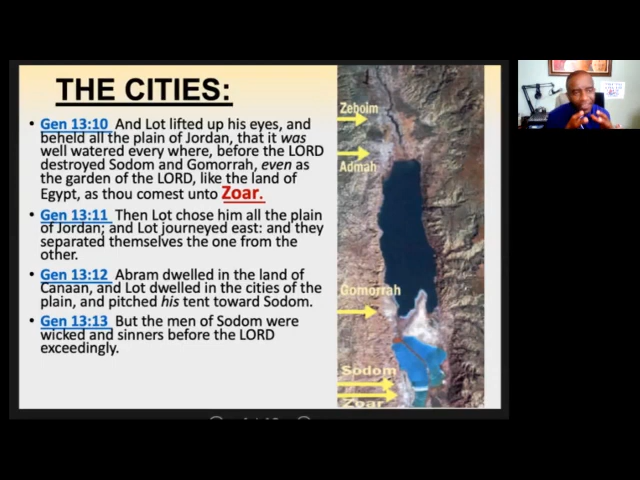 THE CITIES:
• Gen 13:10 And Lot lifted up his eyes, and
beheld all the plain of Jordan, that it was
well watered every where, before the LORD
destroyed Sodom and Gomorrah, even as
the garden of the LORD, like the land of
Egypt, as thou comest unto Zoar.
• Gen 13:11 Then Lot chose him all the plain
of Jordan; and Lot journeyed east: and they
separated themselves the one from the
other.
• Gen 13:12 Abram dwelled in the land of
Canaan, and Lot dwelled in the cities of the
plain, and pitched his tent toward Sodom.
• Gen 13:13 But the men of Sodom were
wicked and sinners before the LORD
exceedingly.
Zeboim
Admah
Gomorrah
Sodom
Zoar